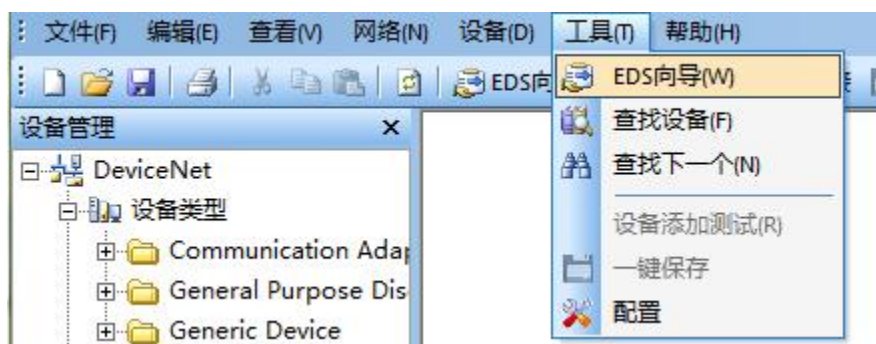 文件(F) 编辑(E) 查看(V) 网络(N) 设备(D) 工具(T) 帮助(H)
EDS向
设备管理 x
DeviceNet
设备类型
Communication Adap
General Purpose Dis
Generic Device
EDS向导(W)
查找设备(F)
查找下一个(N)
设备添加测试(R)
一键保存
配置